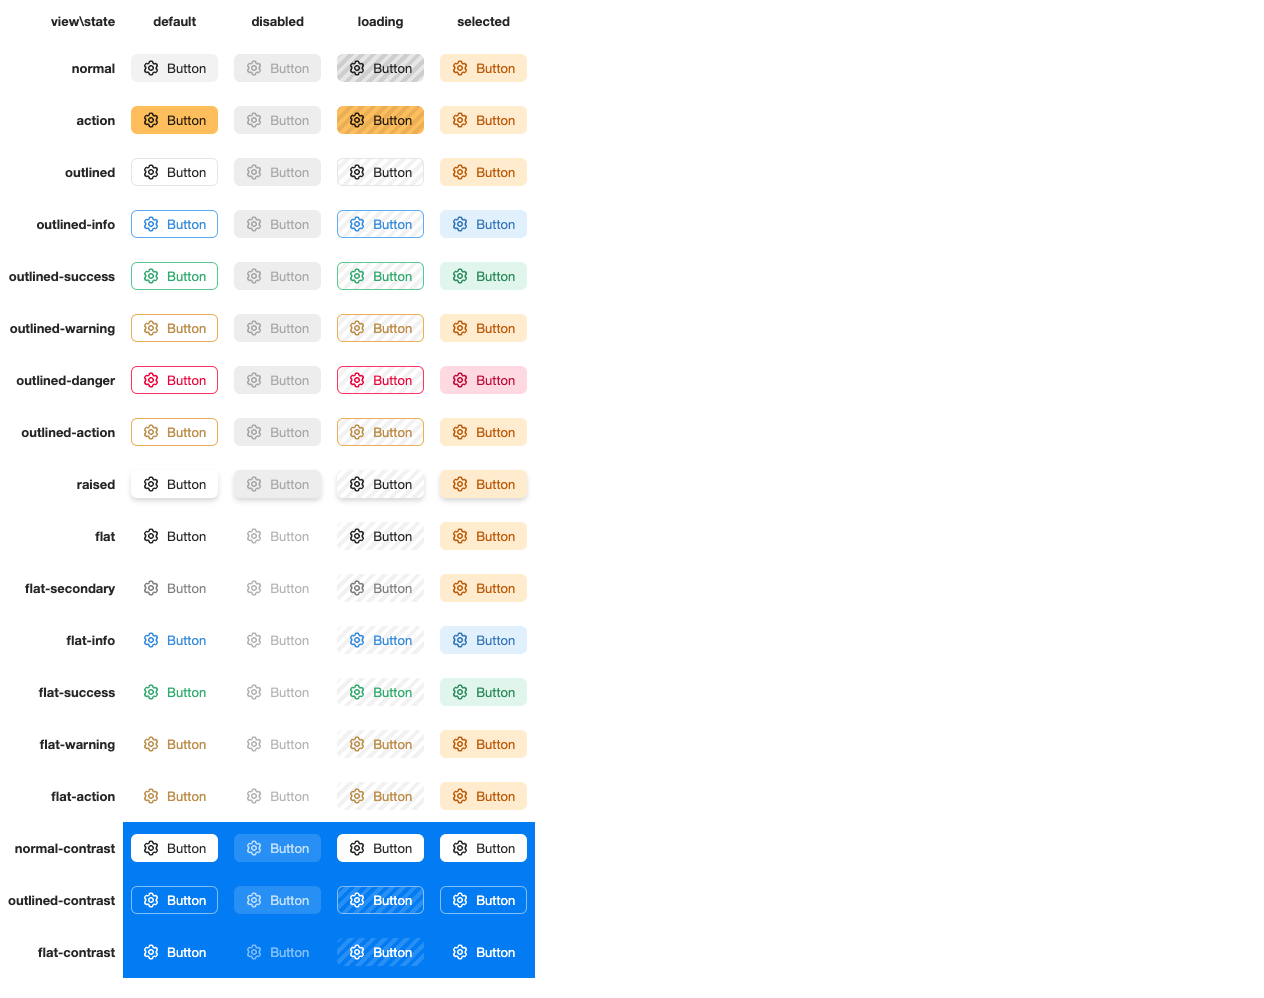 view\state default disabled loading selected
normal Button Button Button Button
action Button Button Button Button
outlined Button Button Button Button
outlined-info Button Button Button Button
outlined-success Button Button Button Button
outlined-warning Button Button Button Button
outlined-danger Button Button Button Button
outlined-action Button Button Button Button
raised Button Button Button Button
flat Button Button Button Button
flat-secondary Button Button Button Button
flat-info Button Button Button Button
flat-success Button Button Button Button
flat-warning Button Button Button Button
flat-action Button Button Button Button
normal-contrast Button Button Button Button
outlined-contrast Button Button Button Button
flat-contrast Button Button Button Button